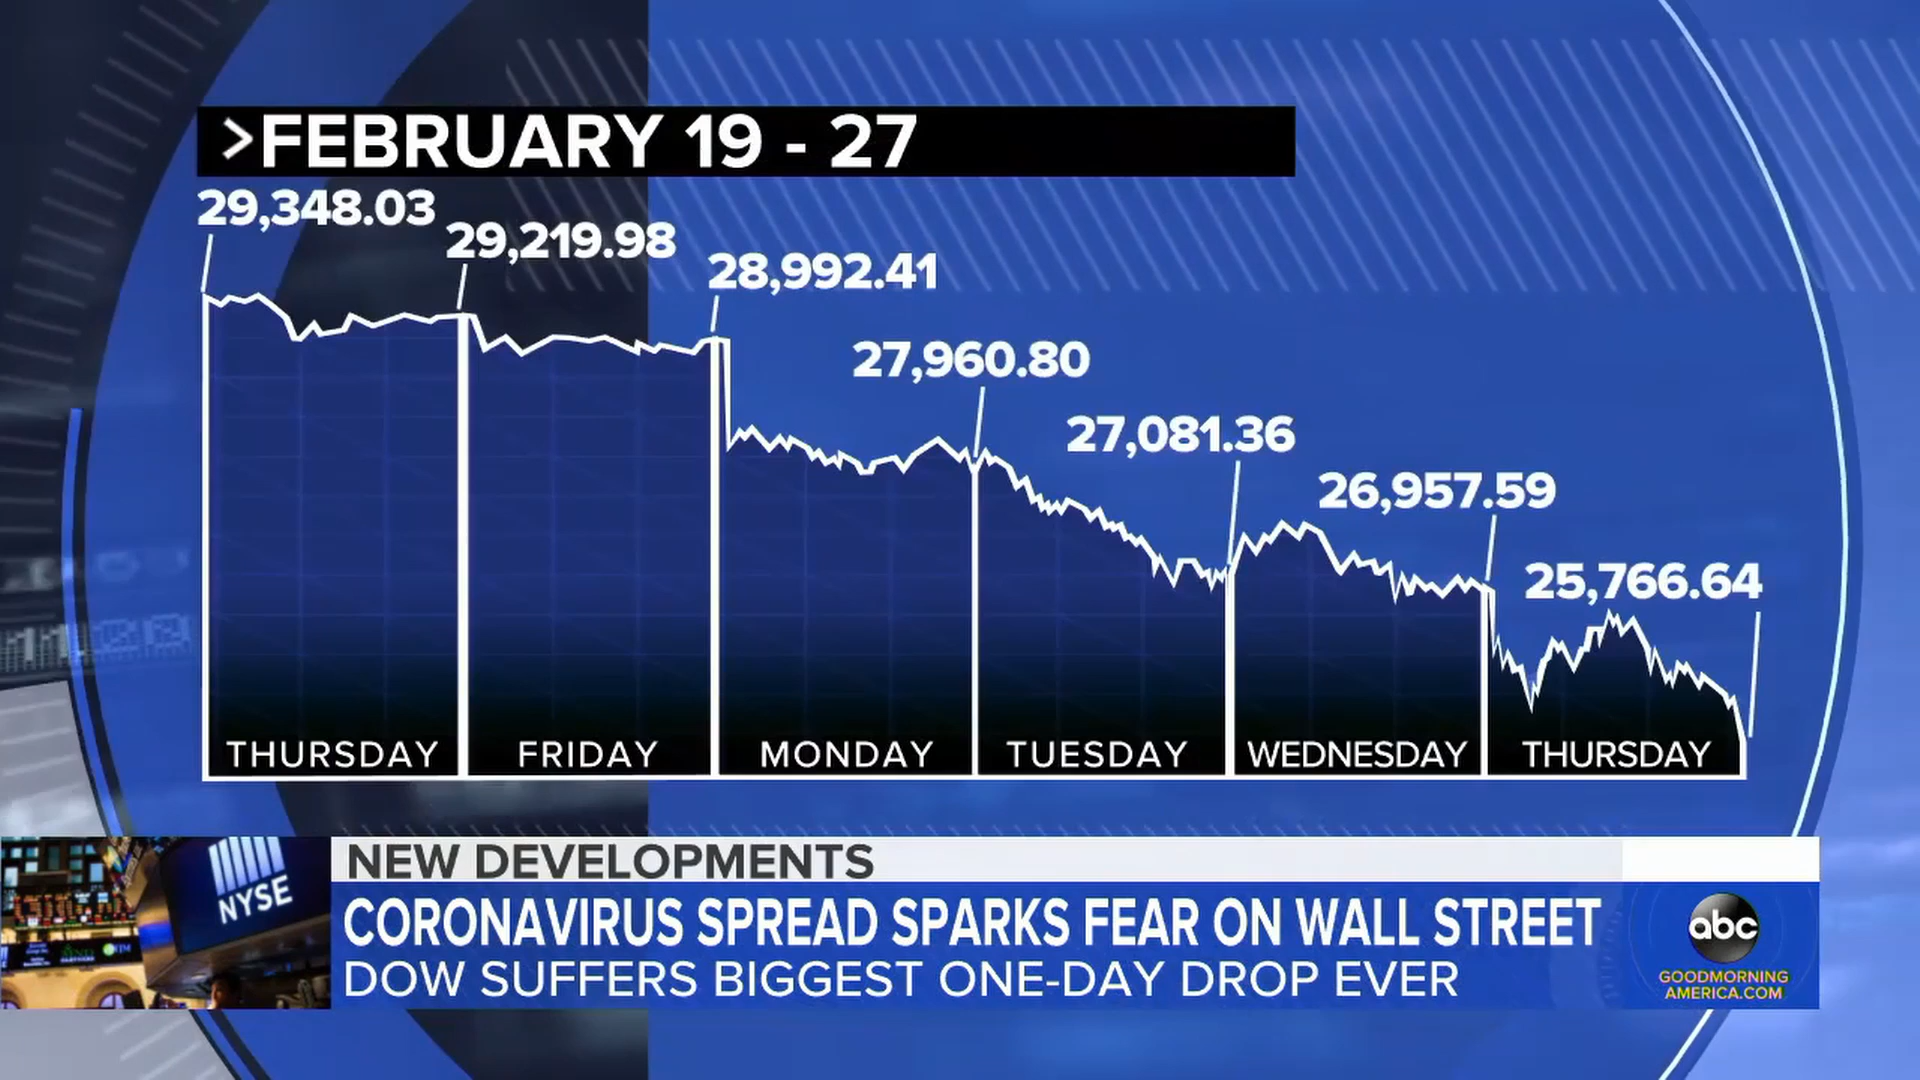 >FEBRUARY 19 - 27
29,348.03
29,219.98
28,992.41
27,960.80
27,081.36
26,957.59
25,766.64
THURSDAY FRIDAY MONDAY TUESDAY WEDNESDAY THURSDAY
NYSE
NEW DEVELOPMENTS
CORONAVIRUS SPREAD SPARKS FEAR ON WALL STREET
DOW SUFFERS BIGGEST ONE-DAY DROP EVER
abc
GOODMORNING
AMERICA.COM